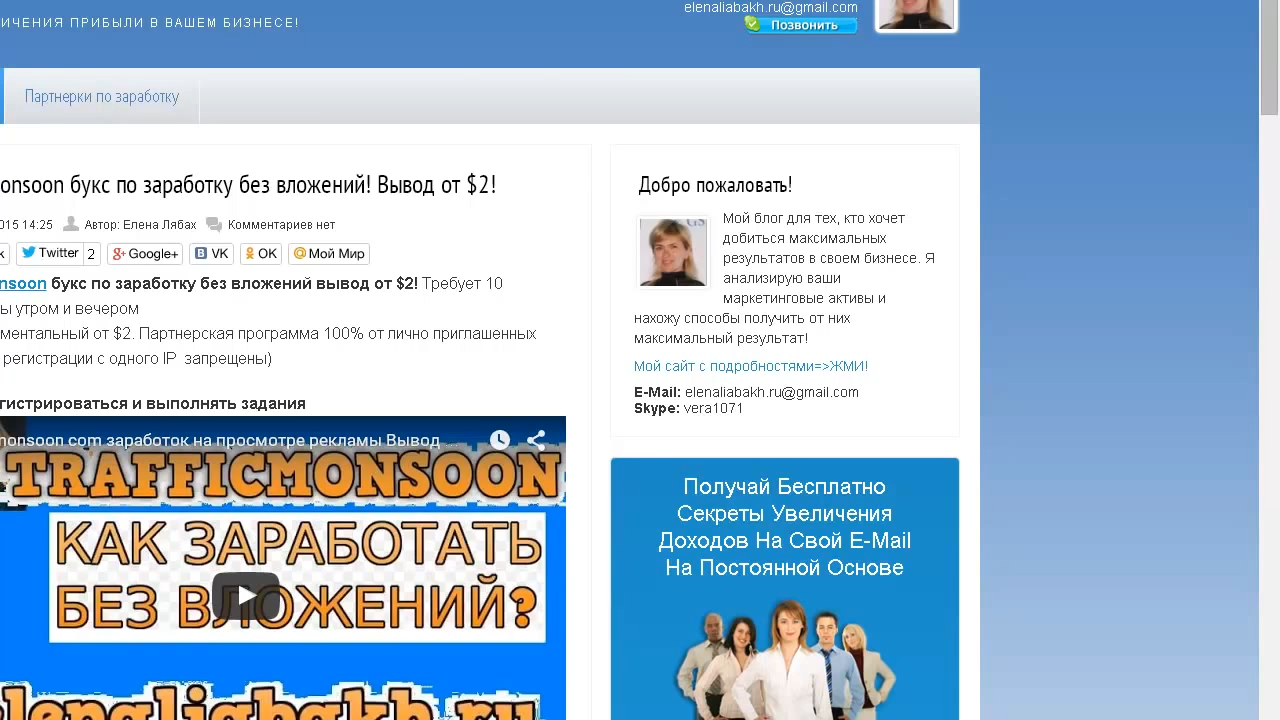 ИЧЕНИЯ ПРИБЫЛИ В ВАШЕМ БИЗНЕСЕ!
elenaliabakh.ru@gmail.com
Позвонить
Партнерки по заработку
onsoon букс по заработку без вложений! Вывод от $2!
015 14:25 Автор: Елена Лябах Комментариев нет
k Twitter 2 Google+ VK OK Мой Мир
nsoon букс по заработку без вложений вывод от $2! Требует 10
ы утром и вечером
ментальный от $2. Партнерская программа 100% от лично приглашенных
регистрации с одного IP запрещены)
гистрироваться и выполнять задания
monsoon com заработок на просмотре рекламы Вывод
TRAFFICMONSOON
КАК ЗАРАБОТАТЬ
БЕЗ ВЛОЖЕНИЙ?
elenaliabakh.ru
Добро пожаловать!
Мой блог для тех, кто хочет
добиться максимальных
результатов в своем бизнесе. Я
анализирую ваши
маркетинговые активы и
нахожу способы получить от них
максимальный результат!
Мой сайт с подробностями=>ЖМИ!
E-Mail: elenaliabakh.ru@gmail.com
Skype: vera1071
Получай Бесплатно
Секреты Увеличения
Доходов На Свой E-Mail
На Постоянной Основе